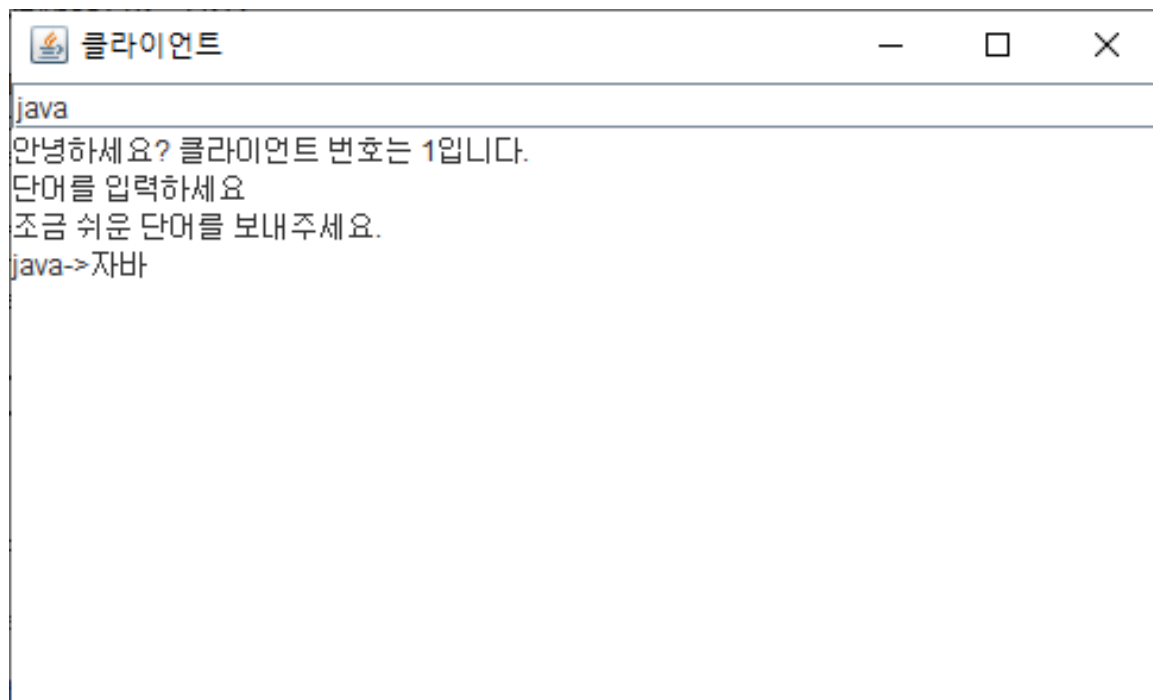 클라이언트
java
안녕하세요? 클라이언트 번호는 1입니다.
단어를 입력하세요
조금 쉬운 단어를 보내주세요.
java->자바